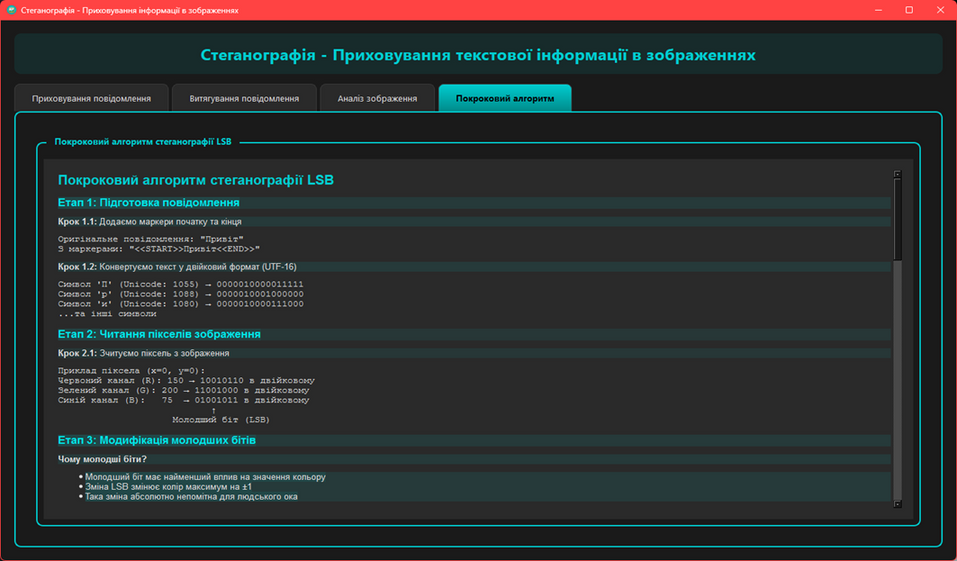 Стеганографія - Приховування інформації в зображеннях
Стеганографія - Приховування текстової інформації в зображеннях
Приховування повідомлення
Витягування повідомлення
Аналіз зображення
Покроковий алгоритм
Покроковий алгоритм стеганографії LSB
Покроковий алгоритм стеганографії LSB
Етап 1: Підготовка повідомлення
Крок 1.1: Додаємо маркери початку та кінця
Оригінальне повідомлення: "Привіт"
З маркерами: "<<START>>Привіт<<END>>"
Крок 1.2: Конвертуємо текст у двійковий формат (UTF-16)
Символ 'П' (Unicode: 1055) → 0000010000011111
Символ 'р' (Unicode: 1088) → 0000010001000000
Символ 'и' (Unicode: 1080) → 0000010000111000
...та інші символи
Етап 2: Читання пікселів зображення
Крок 2.1: Зчитуємо піксель з зображення
Приклад піксела (x=0, y=0):
Червоний канал (R): 150 → 10010110 в двійковому
Зелений канал (G): 200 → 11001000 в двійковому
Синій канал (B): 75 → 01001011 в двійковому
↑
Молодший біт (LSB)
Етап 3: Модифікація молодших бітів
Чому молодші біти?
• Молодший біт має найменший вплив на значення кольору
• Зміна LSB змінює колір максимум на ±1
• Така зміна абсолютно непомітна для людського ока